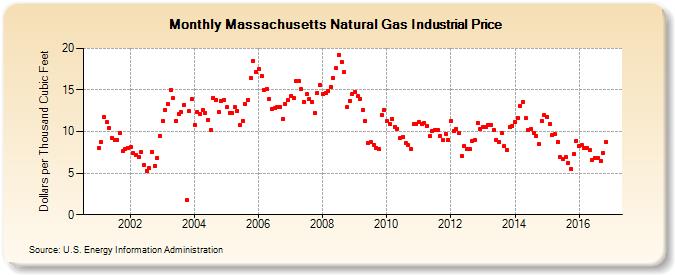 Monthly Massachusetts Natural Gas Industrial Price
Dollars per Thousand Cubic Feet
20
15
10
5
0
2002 2004 2006 2008 2010 2012 2014 2016
Source: U.S. Energy Information Administration